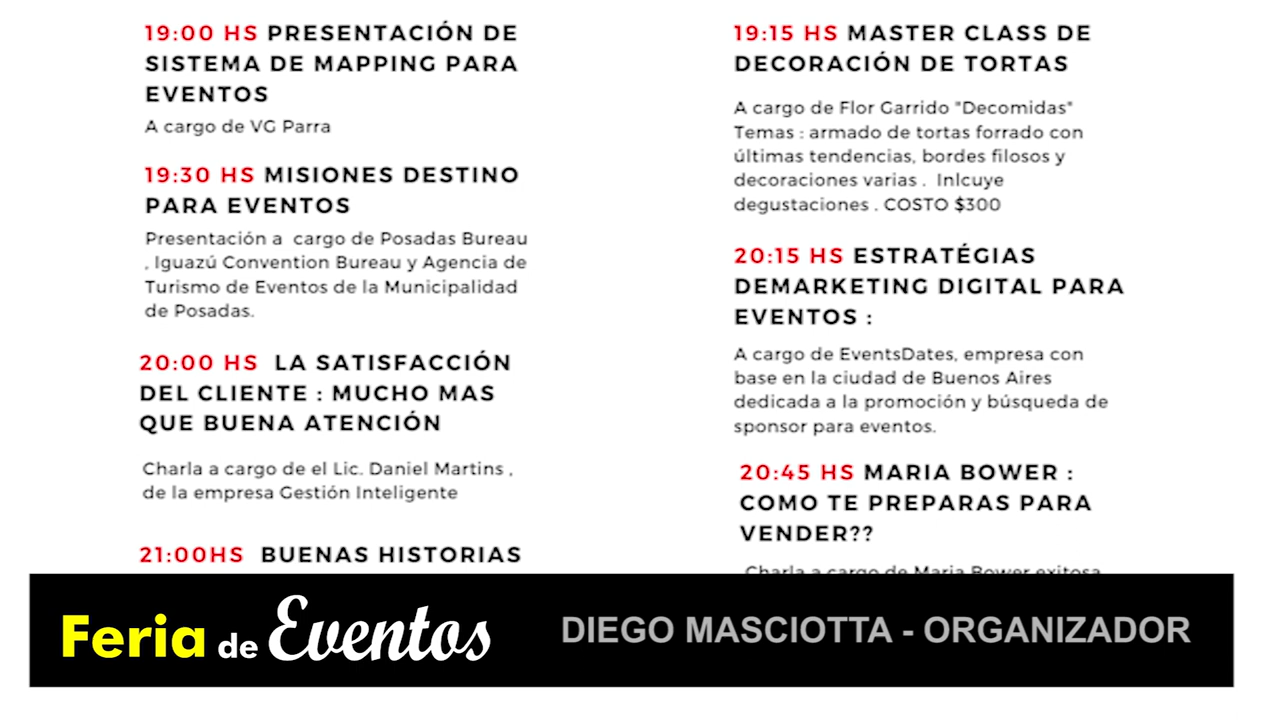 19:00 HS PRESENTACIÓN DE
SISTEMA DE MAPPING PARA
EVENTOS
A cargo de VG Parra
19:30 HS MISIONES DESTINO
PARA EVENTOS
Presentación a cargo de Posadas Bureau
, Iguazú Convention Bureau y Agencia de
Turismo de Eventos de la Municipalidad
de Posadas.
20:00 HS LA SATISFACCIÓN
DEL CLIENTE : MUCHO MAS
QUE BUENA ATENCIÓN
Charla a cargo de el Lic. Daniel Martins ,
de la empresa Gestión Inteligente
21:00HS BUENAS HISTORIAS
19:15 HS MASTER CLASS DE
DECORACIÓN DE TORTAS
A cargo de Flor Garrido "Decomidas"
Temas : armado de tortas forrado con
últimas tendencias, bordes filosos y
decoraciones varias . Inlcuye
degustaciones . COSTO $300
20:15 HS ESTRATÉGIAS
DEMARKETING DIGITAL PARA
EVENTOS :
A cargo de EventsDates, empresa con
base en la ciudad de Buenos Aires
dedicada a la promoción y búsqueda de
sponsor para eventos.
20:45 HS MARIA BOWER :
COMO TE PREPARAS PARA
VENDER??
Charla a cargo de Maria Bower exitosa
Feria de Eventos
DIEGO MASCIOTTA - ORGANIZADOR